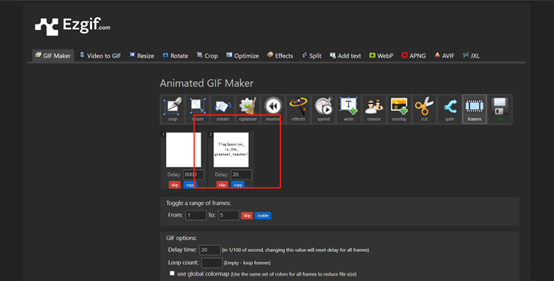 Ezgif.com
GIF Maker Video to GIF Resize Rotate Crop Optimize Effects Split Add text WebP APNG AVIF JXL
Animated GIF Maker
crop resize rotate optimize reverse effects speed write censor overlay cut split frames
1 2
is_the_
greatest_teacher}
Delay: 6000 Delay: 20
skip copy skip copy
Toggle a range of frames:
From: 1 To: 5 Skip Enable
GIF options:
Delay time: 20 (in 1/100 of second, changing this value will reset delay for all frames)
Loop count: (Empty - loop forever)
use global colormap (Use the same set of colors for all frames to reduce file size)